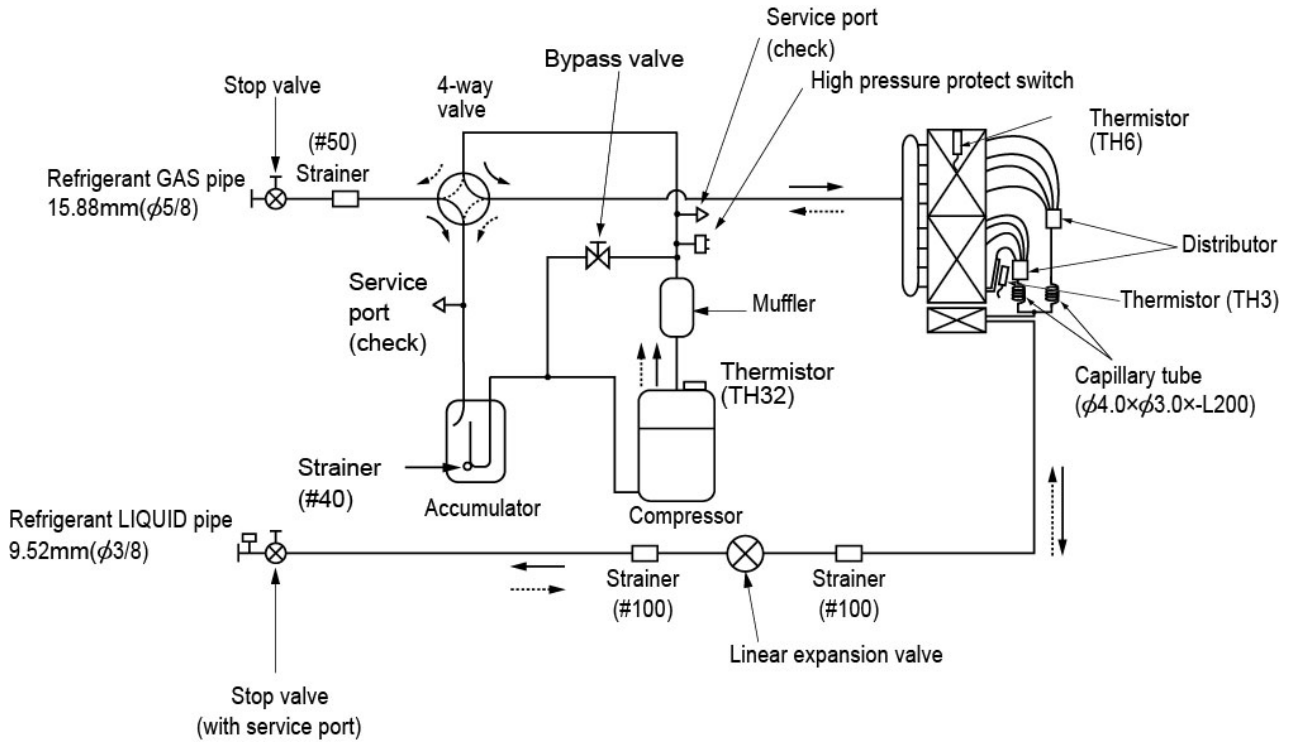 Service port
(check)
Bypass valve
High pressure protect switch
Stop valve
4-way
valve
Thermistor
(TH6)
(#50)
Strainer
Refrigerant GAS pipe
15.88mm(ϕ5/8)
Distributor
Service
port
(check)
Thermistor (TH3)
Muffler
Thermistor
(TH32)
Capillary tube
(ϕ4.0×ϕ3.0×-L200)
Strainer
(#40)
Accumulator
Compressor
Refrigerant LIQUID pipe
9.52mm(ϕ3/8)
Strainer
(#100)
Strainer
(#100)
Linear expansion valve
Stop valve
(with service port)